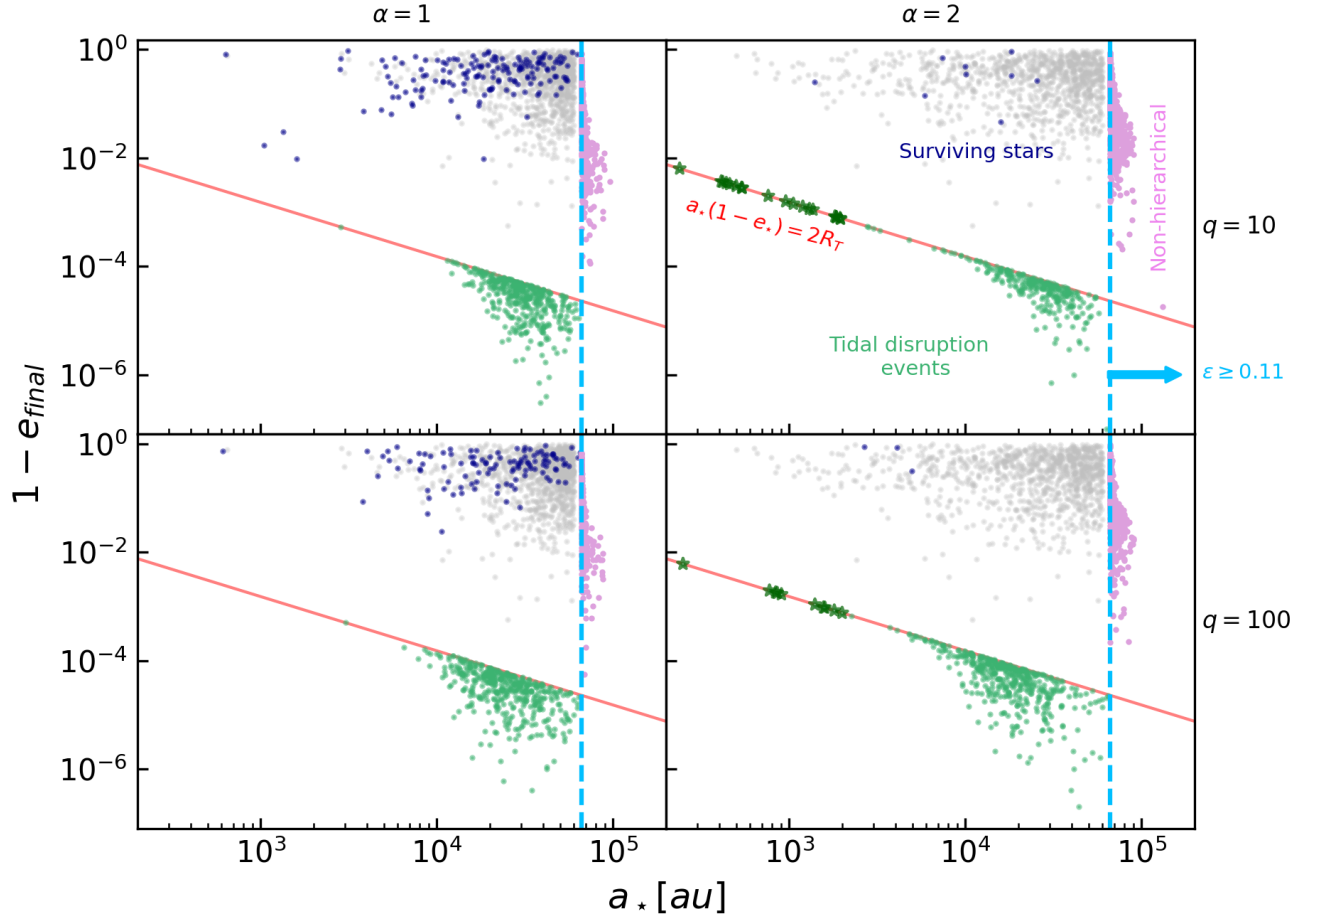 α = 1
α = 2
10⁰
10⁻²
10⁻⁴
10⁻⁶
Surviving stars
a⋆(1 − e⋆) = 2R_T
Non-hierarchical
Tidal disruption
events
q = 10
ε ≥ 0.11
1 − e_final
10⁰
10⁻²
10⁻⁴
10⁻⁶
q = 100
10³
10⁴
10⁵
10³
10⁴
10⁵
a⋆ [au]